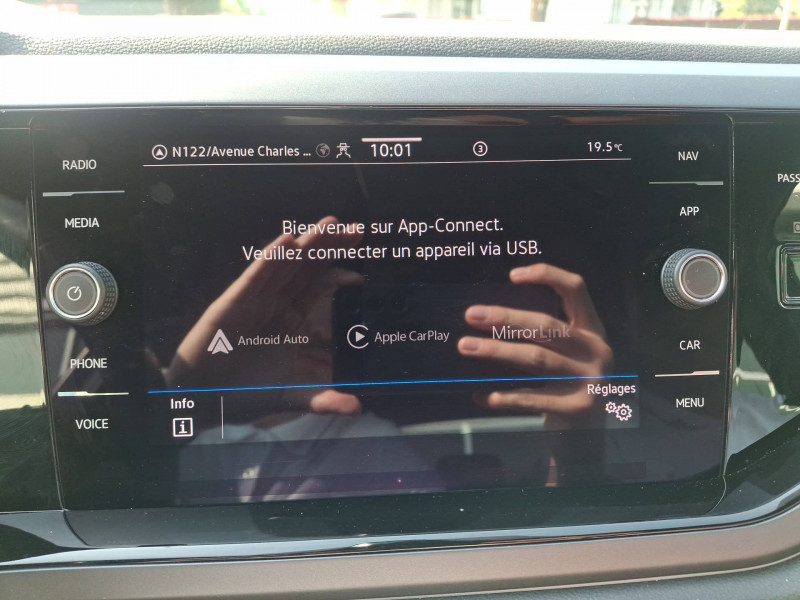 N122/Avenue Charles ... 10:01 3 19.5°C
RADIO
MEDIA
PHONE
VOICE
Bienvenue sur App-Connect.
Veuillez connecter un appareil via USB.
Android Auto
Apple CarPlay
MirrorLink
Info
i
Réglages
NAV
APP
CAR
MENU
PASS